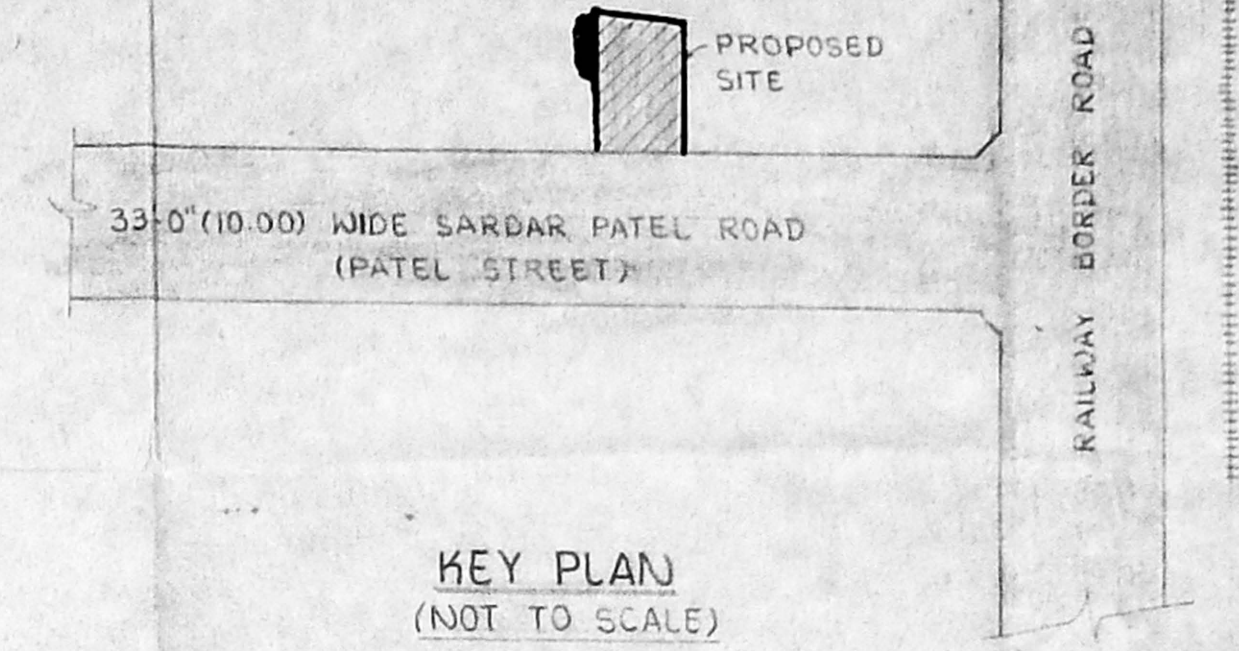 PROPOSED
SITE
33-0"(10.00) WIDE SARDAR PATEL ROAD
(PATEL STREET)
RAILWAY BORDER ROAD
KEY PLAN
(NOT TO SCALE)